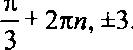 π/3 + 2πn, ±3.